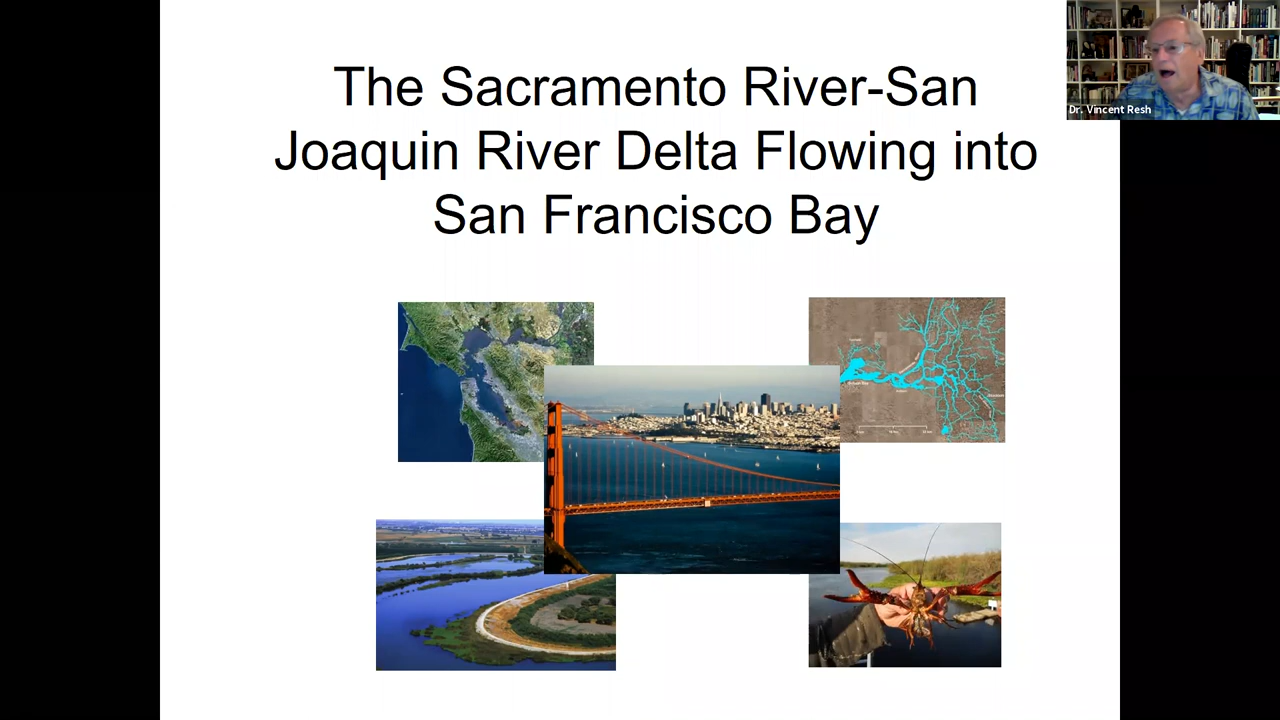 The Sacramento River-San
Joaquin River Delta Flowing into
San Francisco Bay
Dr. Vincent Resh